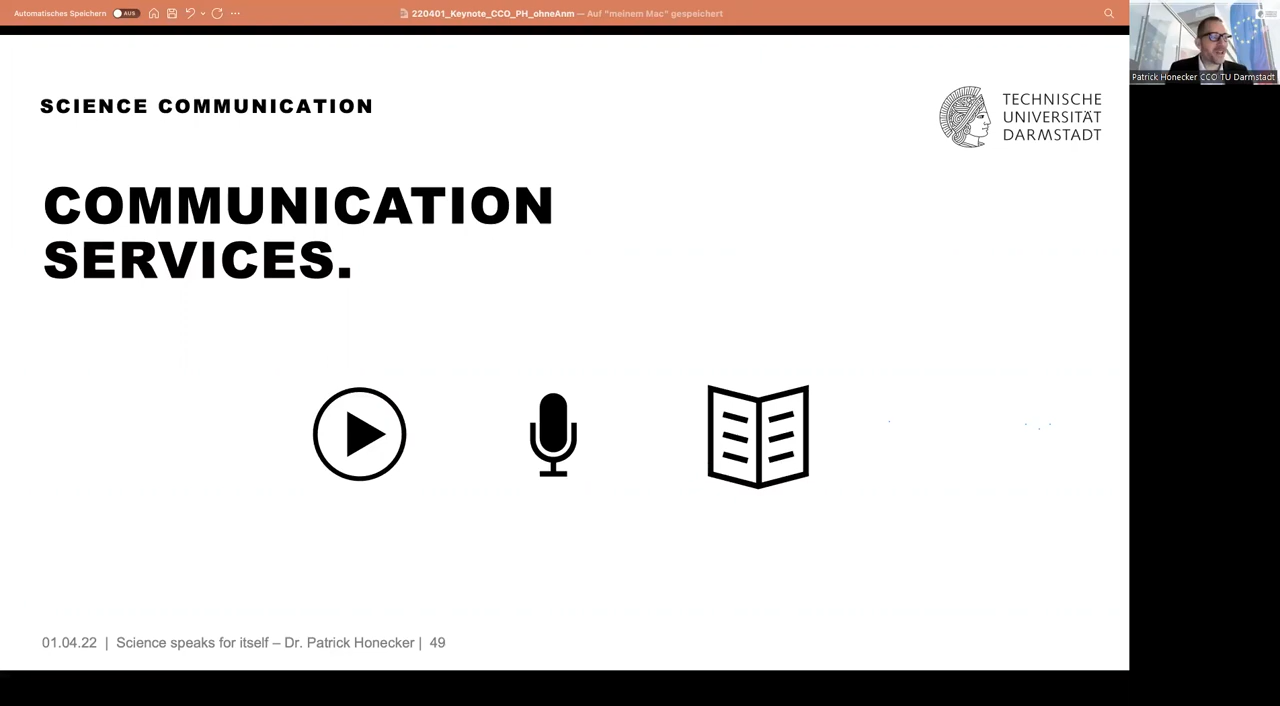 Automatisches Speichern AUS
220401_Keynote_CCO_PH_ohneAnm — Auf "meinem Mac" gespeichert
Patrick Honecker CCO TU Darmstadt
SCIENCE COMMUNICATION
TECHNISCHE
UNIVERSITÄT
DARMSTADT
COMMUNICATION
SERVICES.
01.04.22 | Science speaks for itself – Dr. Patrick Honecker | 49